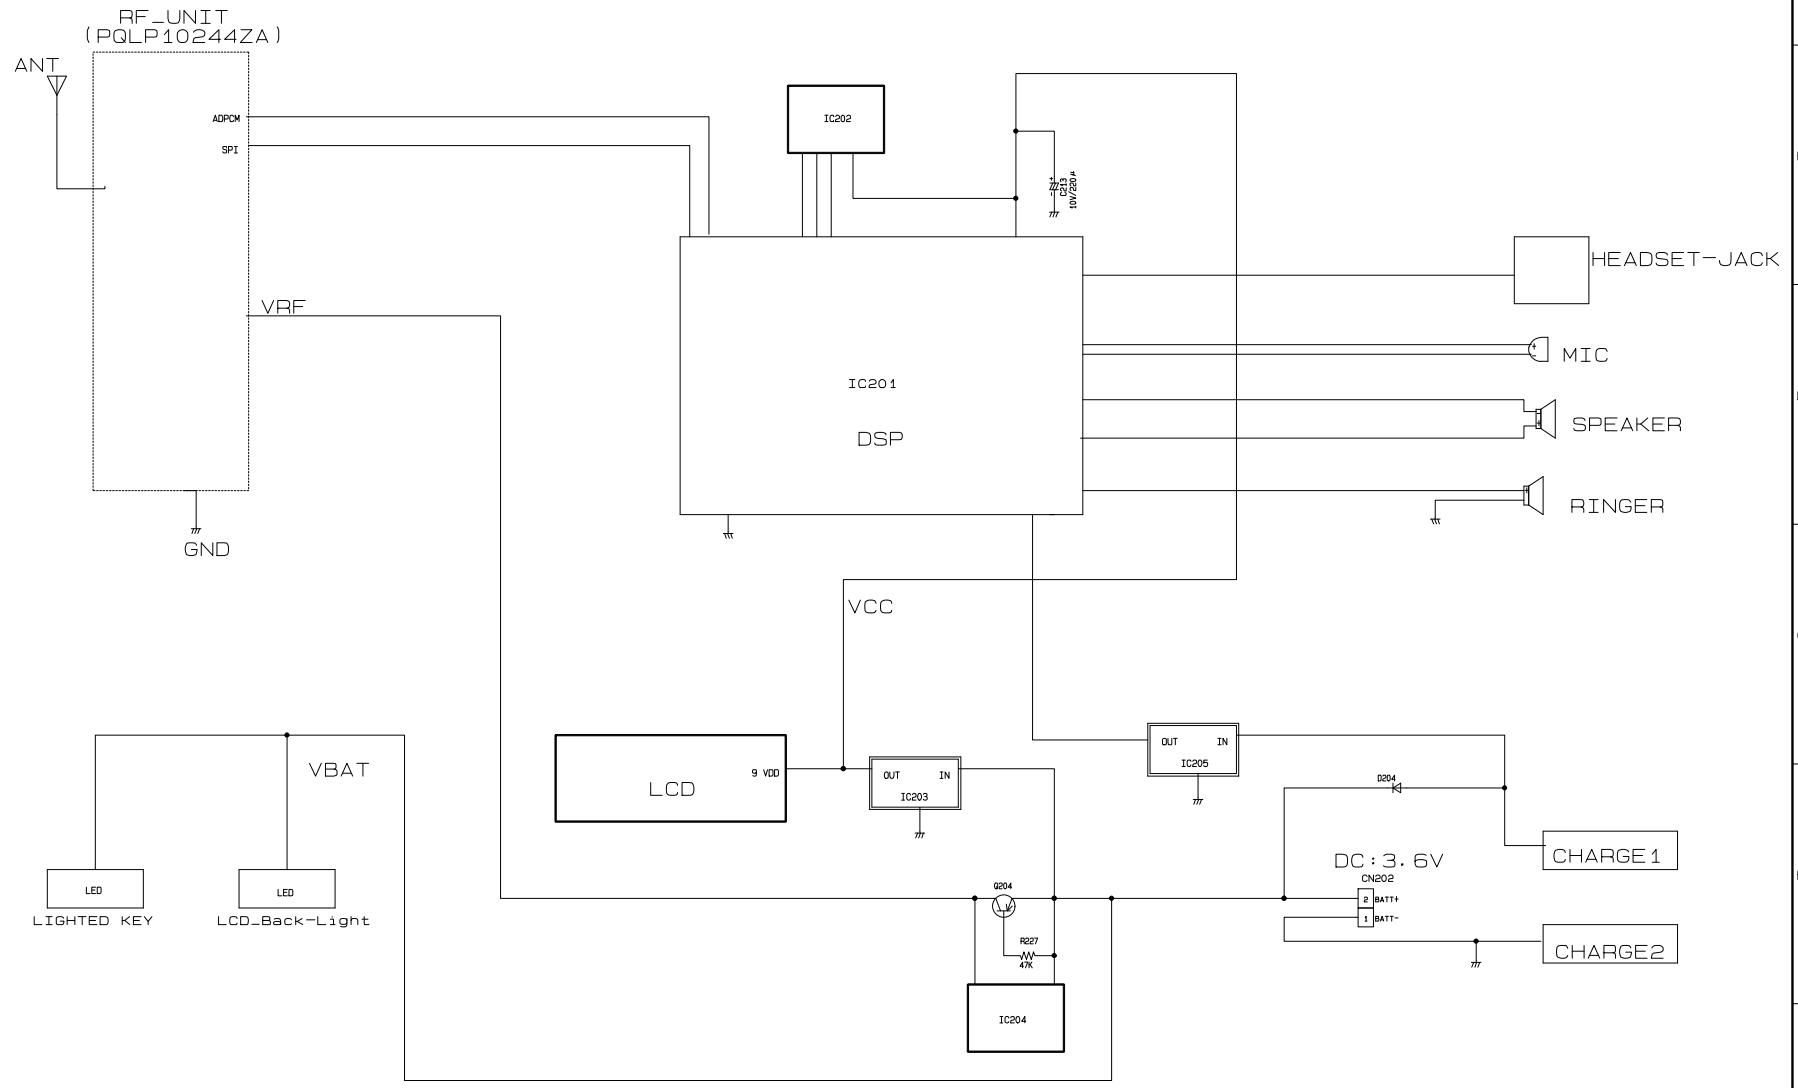 RF_UNIT
(PQLP10244ZA)
ANT
ADPCM
SPI
IC202
C213
10V/220μ
HEADSET-JACK
VRF
MIC
IC201
DSP
SPEAKER
RINGER
GND
VCC
VBAT
9 VDD
LCD
OUT IN
IC203
OUT IN
IC205
D204
CHARGE1
DC:3.6V
CN202
2 BATT+
1 BATT-
LED
LIGHTED KEY
LED
LCD_Back-Light
Q204
R227
47K
CHARGE2
IC204